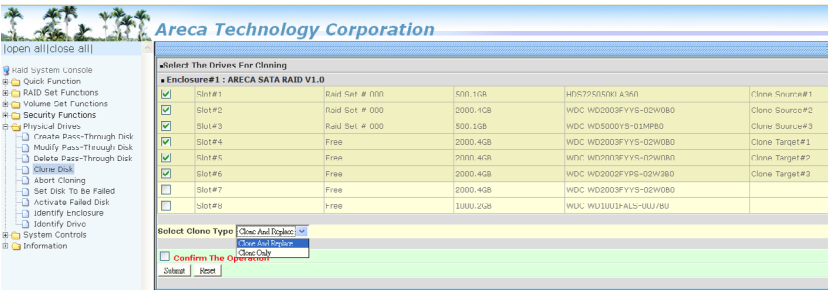 Areca Technology Corporation
|open all|close all|
Raid System Console
Quick Function
RAID Set Functions
Volume Set Functions
Security Functions
Physical Drives
Create Pass-Through Disk
Modify Pass-Through Disk
Delete Pass-Through Disk
Clone Disk
Abort Cloning
Set Disk To Be Failed
Activate Failed Disk
Identify Enclosure
Identify Drive
System Controls
Information
Select The Drives For Cloning
Enclosure#1 : ARECA SATA RAID V1.0
Slot#1 Raid Set # 000 500.1GB HDS725050KLA360 Clone Source#1
Slot#2 Raid Set # 000 2000.4GB WDC WD2003FYYS-02W0B0 Clone Source#2
Slot#3 Raid Set # 000 500.1GB WDC WD5000YS-01MPB0 Clone Source#3
Slot#4 Free 2000.4GB WDC WD2003FYYS-02W0B0 Clone Target#1
Slot#5 Free 2000.4GB WDC WD2003FYYS-02W0B0 Clone Target#2
Slot#6 Free 2000.4GB WDC WD2002FYPS-02W3B0 Clone Target#3
Slot#7 Free 2000.4GB WDC WD2003FYYS-02W0B0
Slot#8 Free 1000.2GB WDC WD1001FALS-00J7B0
Select Clone Type Clone And Replace
Clone And Replace
Clone Only
Confirm The Operation
Submit Reset